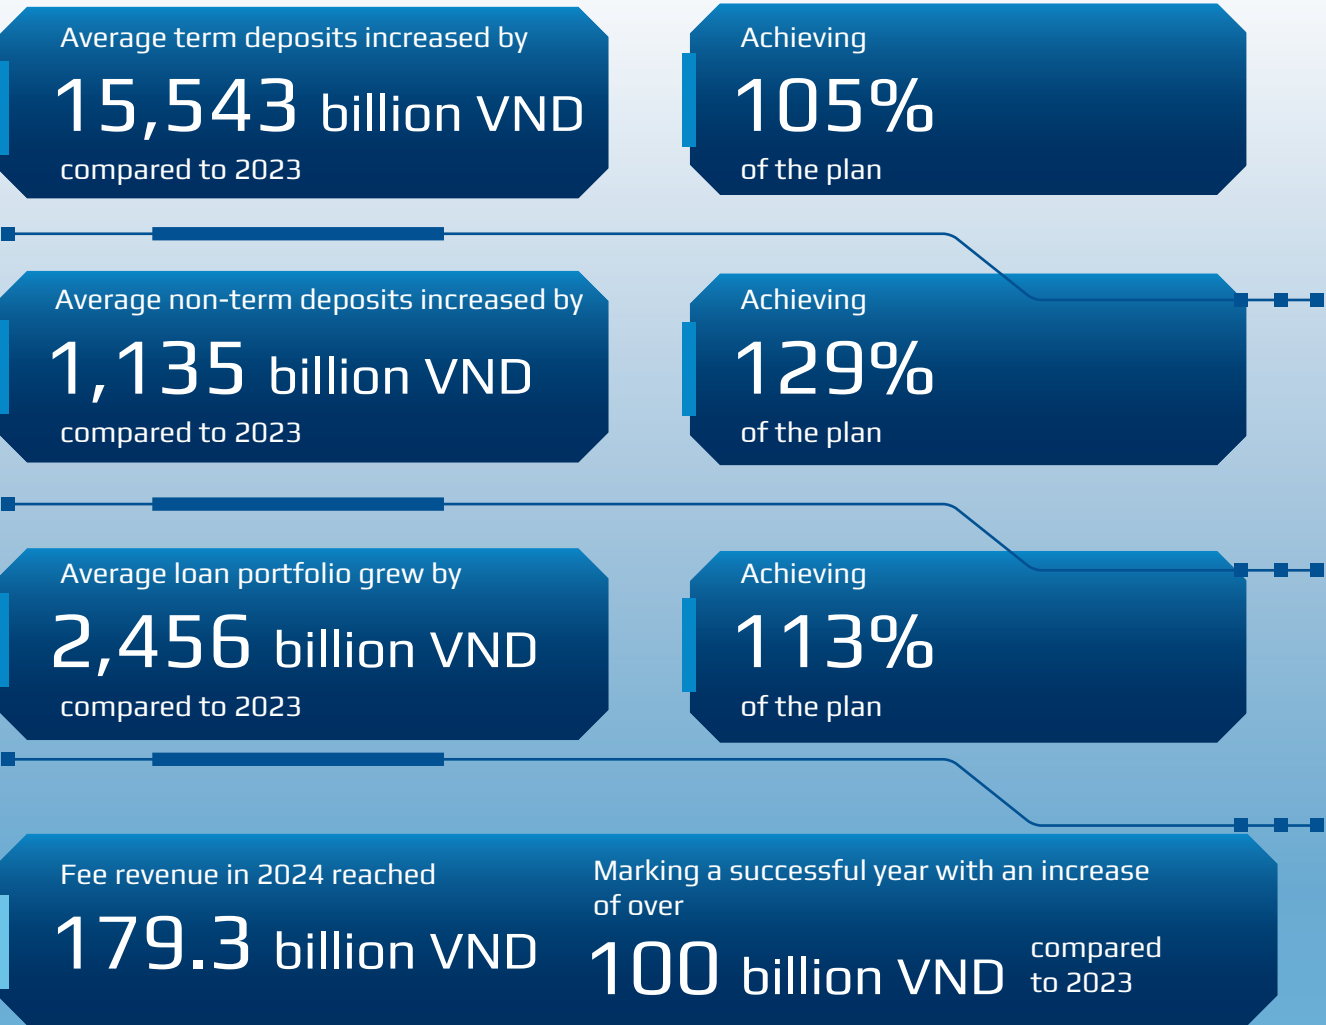 Average term deposits increased by
15,543 billion VND
compared to 2023
Achieving
105%
of the plan
Average non-term deposits increased by
1,135 billion VND
compared to 2023
Achieving
129%
of the plan
Average loan portfolio grew by
2,456 billion VND
compared to 2023
Achieving
113%
of the plan
Fee revenue in 2024 reached
179.3 billion VND
Marking a successful year with an increase
of over
100 billion VND
compared
to 2023